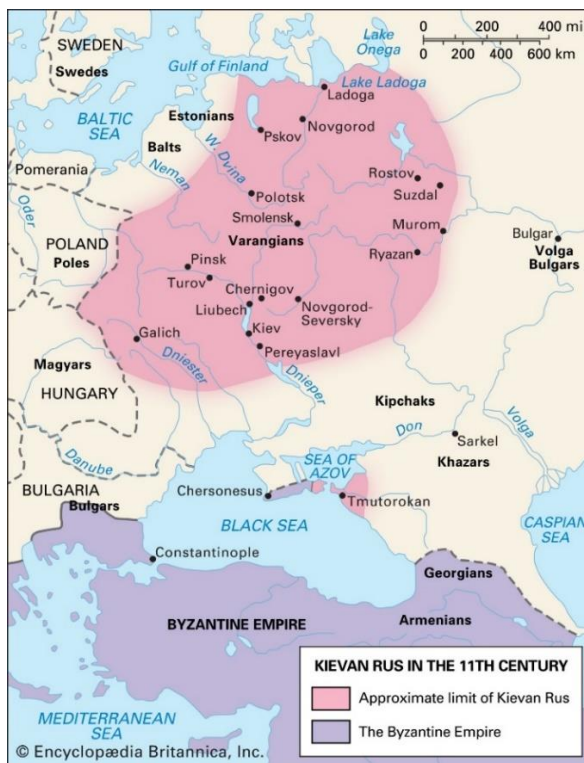 SWEDEN
Swedes
Lake
Onega
0 200 400 mi
0 200 400 600 km
Gulf of Finland
Lake Ladoga
Ladoga
BALTIC
SEA
Estonians
Novgorod
Pskov
Balts
W. Dvina
Neman
Pomerania
Rostov
Suzdal
Oder
Polotsk
Smolensk
Varangians
Murom
Bulgar
Volga
Bulgars
POLAND
Poles
Ryazan
Pinsk
Turov
Chernigov
Liubech
Novgorod-
Seversky
Galich
Kiev
Pereyaslavl
Magyars
HUNGARY
Dniester
Dnieper
Kipchaks
Don
Volga
Sarkel
Khazars
Danube
SEA OF
AZOV
BULGARIA
Bulgars
Chersonesus
Tmutorokan
BLACK SEA
CASPIAN
SEA
Constantinople
Georgians
BYZANTINE EMPIRE
Armenians
KIEVAN RUS IN THE 11TH CENTURY
Approximate limit of Kievan Rus
The Byzantine Empire
MEDITERRANEAN
SEA
© Encyclopædia Britannica, Inc.